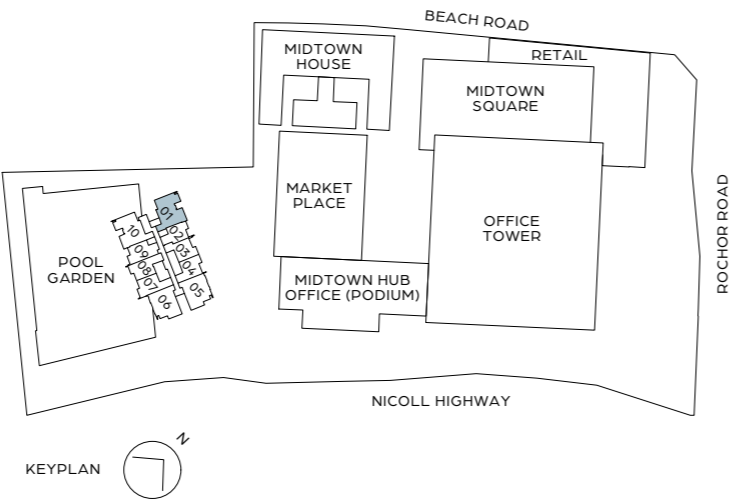 BEACH ROAD
RETAIL
MIDTOWN
HOUSE
MIDTOWN
SQUARE
MARKET
PLACE
OFFICE
TOWER
ROCHOR ROAD
01
02
03
04
05
10
09
08
07
06
POOL
GARDEN
MIDTOWN HUB
OFFICE (PODIUM)
NICOLL HIGHWAY
N
KEYPLAN